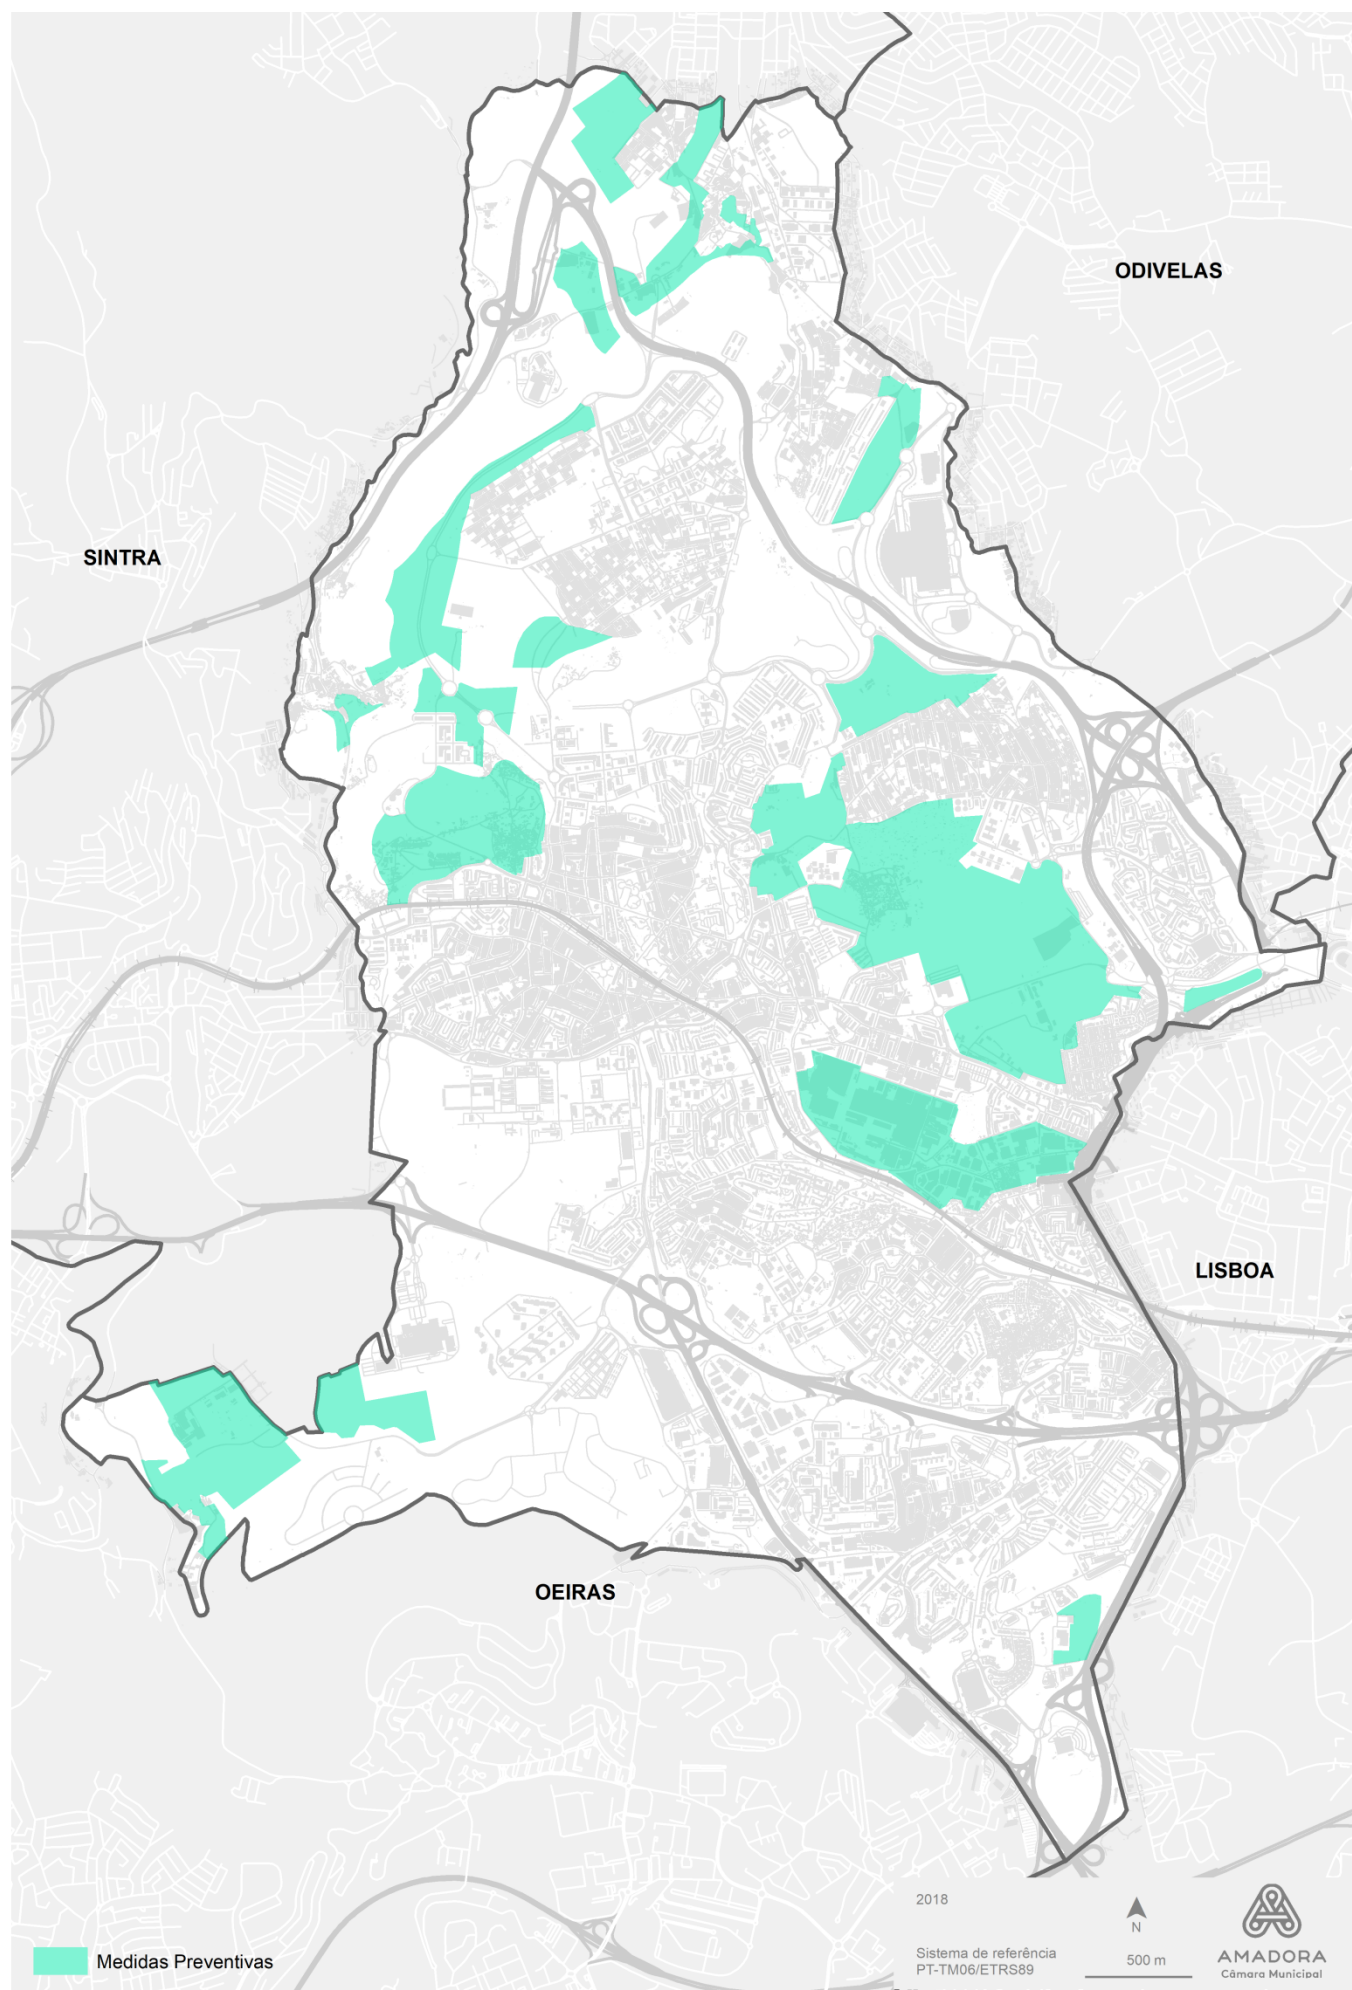 ODIVELAS
SINTRA
LISBOA
OEIRAS
2018
N
Sistema de referência
PT-TM06/ETRS89
500 m
AMADORA
Câmara Municipal
Medidas Preventivas